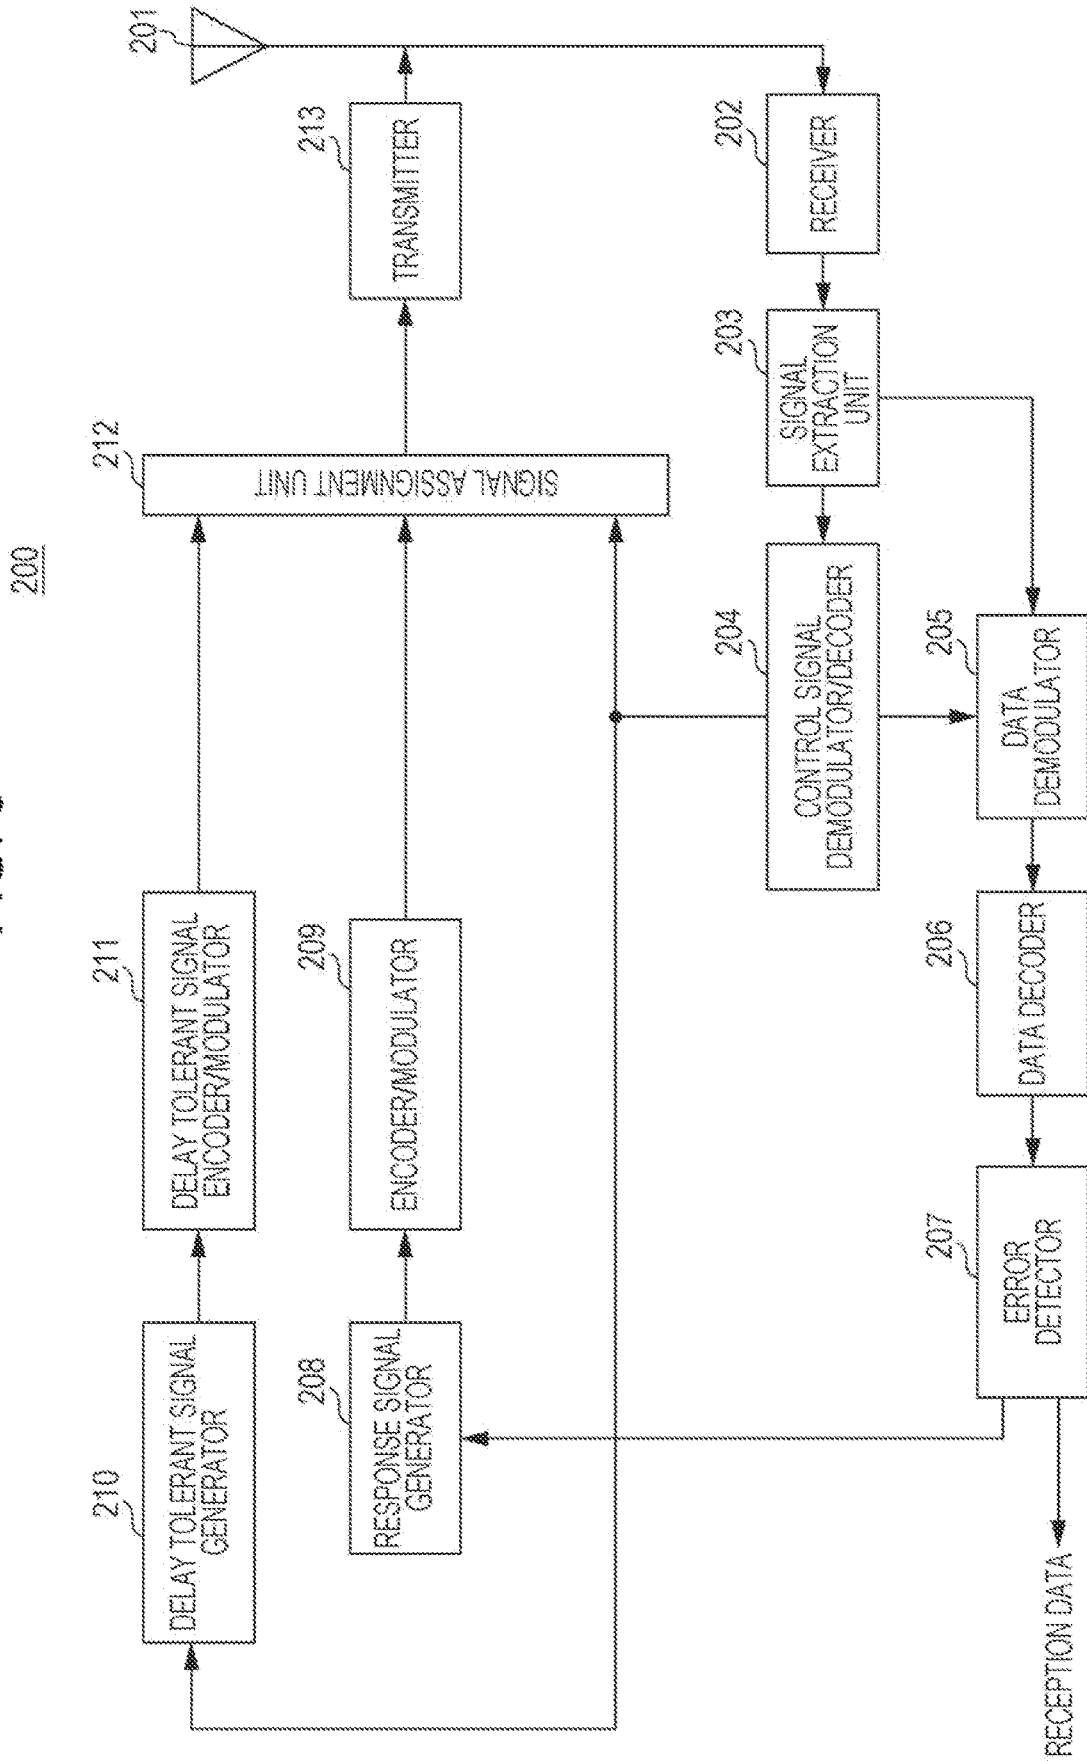 200
201
213
TRANSMITTER
202
RECEIVER
212
SIGNAL ASSIGNMENT UNIT
203
SIGNAL
EXTRACTION
UNIT
211
DELAY TOLERANT SIGNAL
ENCODER/MODULATOR
209
ENCODER/MODULATOR
204
CONTROL SIGNAL
DEMODULATOR/DECODER
205
DATA
DEMODULATOR
206
DATA DECODER
210
DELAY TOLERANT SIGNAL
GENERATOR
208
RESPONSE SIGNAL
GENERATOR
207
ERROR
DETECTOR
RECEPTION DATA